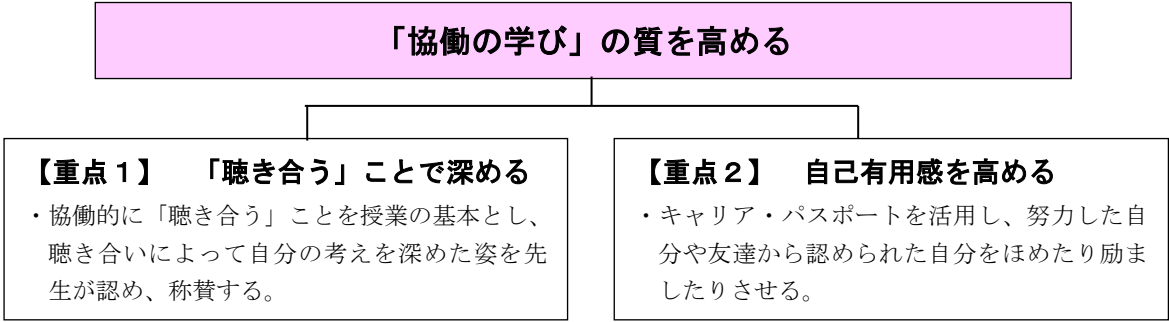 「協働の学び」の質を高める
【重点１】　「聴き合う」ことで深める
・協働的に「聴き合う」ことを授業の基本とし、
聴き合いによって自分の考えを深めた姿を先
生が認め、称賛する。
【重点２】　自己有用感を高める
・キャリア・パスポートを活用し、努力した自
分や友達から認められた自分をほめたり励ま
したりさせる。